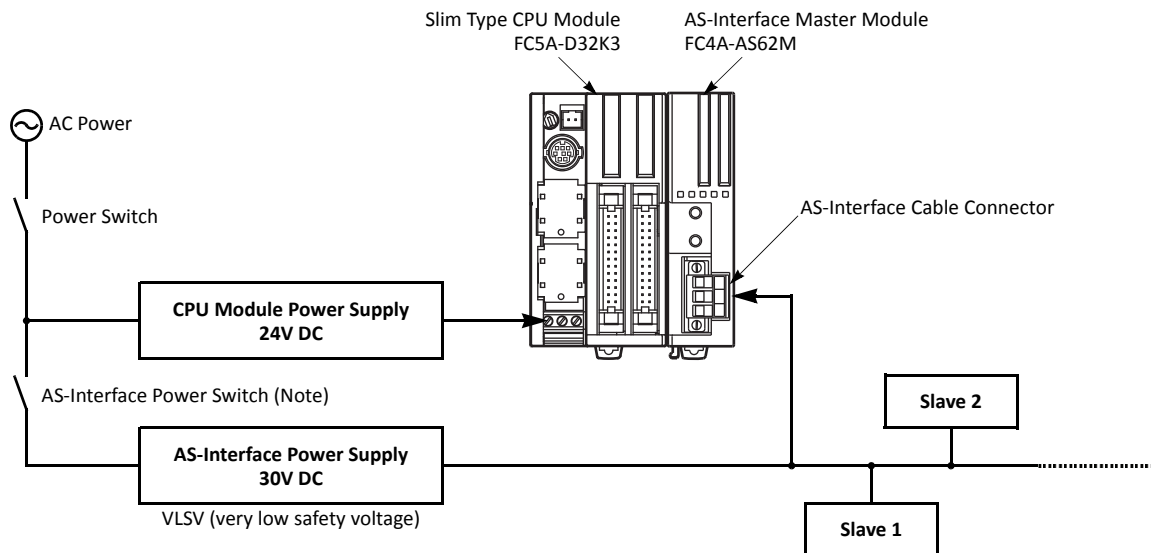 Slim Type CPU Module
FC5A-D32K3
AS-Interface Master Module
FC4A-AS62M
AC Power
Power Switch
AS-Interface Cable Connector
CPU Module Power Supply
24V DC
AS-Interface Power Switch (Note)
Slave 2
AS-Interface Power Supply
30V DC
VLSV (very low safety voltage)
Slave 1